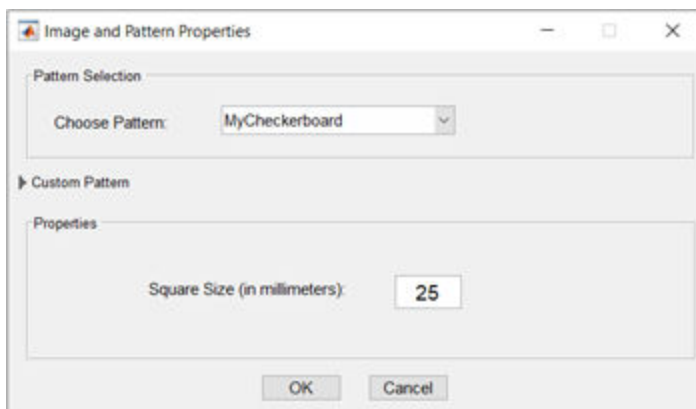 Image and Pattern Properties
Pattern Selection
Choose Pattern: MyCheckerboard
Custom Pattern
Properties
Square Size (in millimeters): 25
OK Cancel